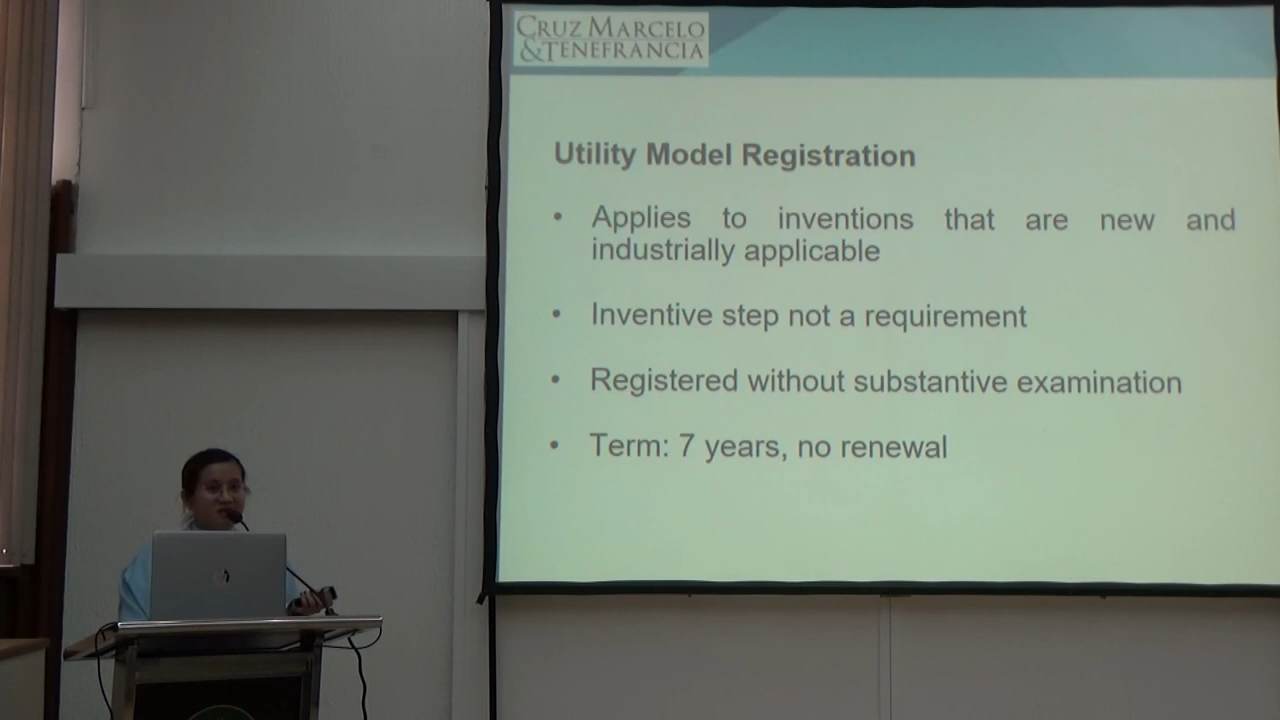 CRUZ MARCELO
& TENEFRANCIA
Utility Model Registration
• Applies to inventions that are new and
industrially applicable
• Inventive step not a requirement
• Registered without substantive examination
• Term: 7 years, no renewal